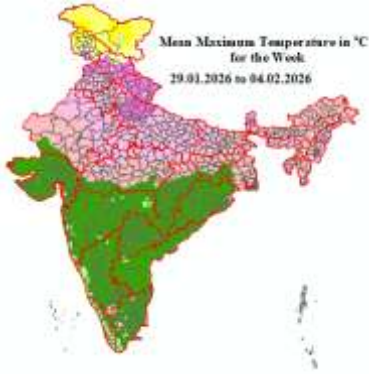 Mean Maximum Temperature in °C
for the Week
29.01.2026 to 04.02.2026